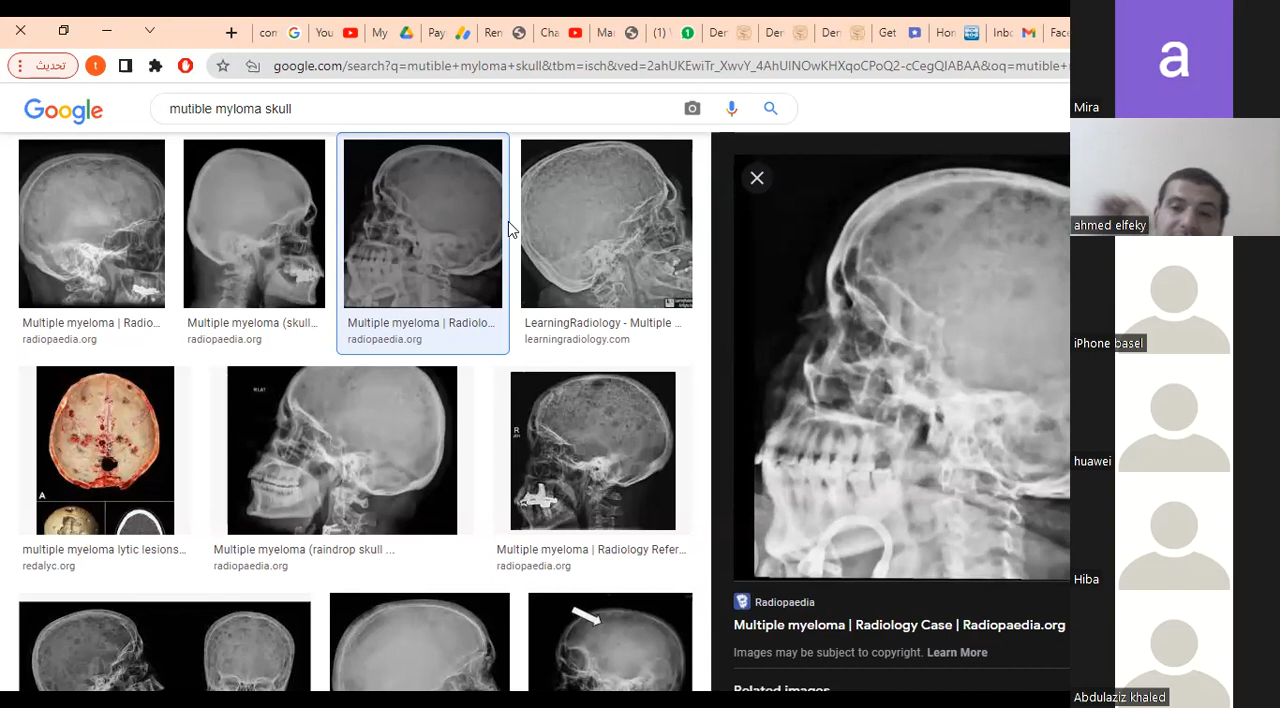 con
You
My
Pay
Ren
Cha
Ma
(1)
Der
Der
Der
Get
Hon
Inbo
Face
تحديث
t
google.com/search?q=mutible+myloma+skull&tbm=isch&ved=2ahUKEwiTr_XwvY_4AhUINOwKHXqoCPoQ2-cCegQIABAA&oq=mutible+
Google
mutible myloma skull
Multiple myeloma | Radio...
radiopaedia.org
Multiple myeloma (skull...
radiopaedia.org
Multiple myeloma | Radiolo...
radiopaedia.org
LearningRadiology - Multiple ...
learningradiology.com
A
multiple myeloma lytic lesions...
redalyc.org
Multiple myeloma (raindrop skull ...
radiopaedia.org
R
Multiple myeloma | Radiology Refer...
radiopaedia.org
Radiopaedia
Multiple myeloma | Radiology Case | Radiopaedia.org
Images may be subject to copyright. Learn More
Related images
a
Mira
ahmed elfeky
iPhone basel
huawei
Hiba
Abdulaziz khaled